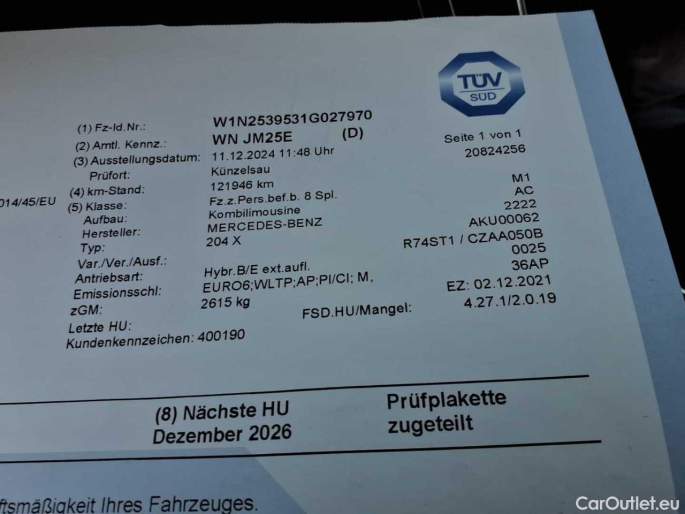 TÜV
SÜD
(1) Fz-Id.Nr.: W1N2539531G027970
(2) Amtl. Kennz.: WN JM25E (D) Seite 1 von 1
(3) Ausstellungsdatum: 11.12.2024 11:48 Uhr 20824256
Prüfort: Künzelsau
014/45/EU (4) km-Stand: 121946 km
(5) Klasse: Fz.z.Pers.bef.b. 8 Spl. M1
Aufbau: Kombilimousine AC
Hersteller: MERCEDES-BENZ 2222
Typ: 204 X AKU00062
Var./Ver./Ausf.: R74ST1 / CZAA050B
Antriebsart: Hybr.B/E ext.aufl. 0025
Emissionsschl: EURO6;WLTP;AP;PI/CI; M, 36AP
zGM: 2615 kg EZ: 02.12.2021
Letzte HU: FSD.HU/Mangel: 4.27.1/2.0.19
Kundenkennzeichen: 400190
(8) Nächste HU Prüfplakette
Dezember 2026 zugeteilt
ftsmäßigkeit Ihres Fahrzeuges.
CarOutlet.eu